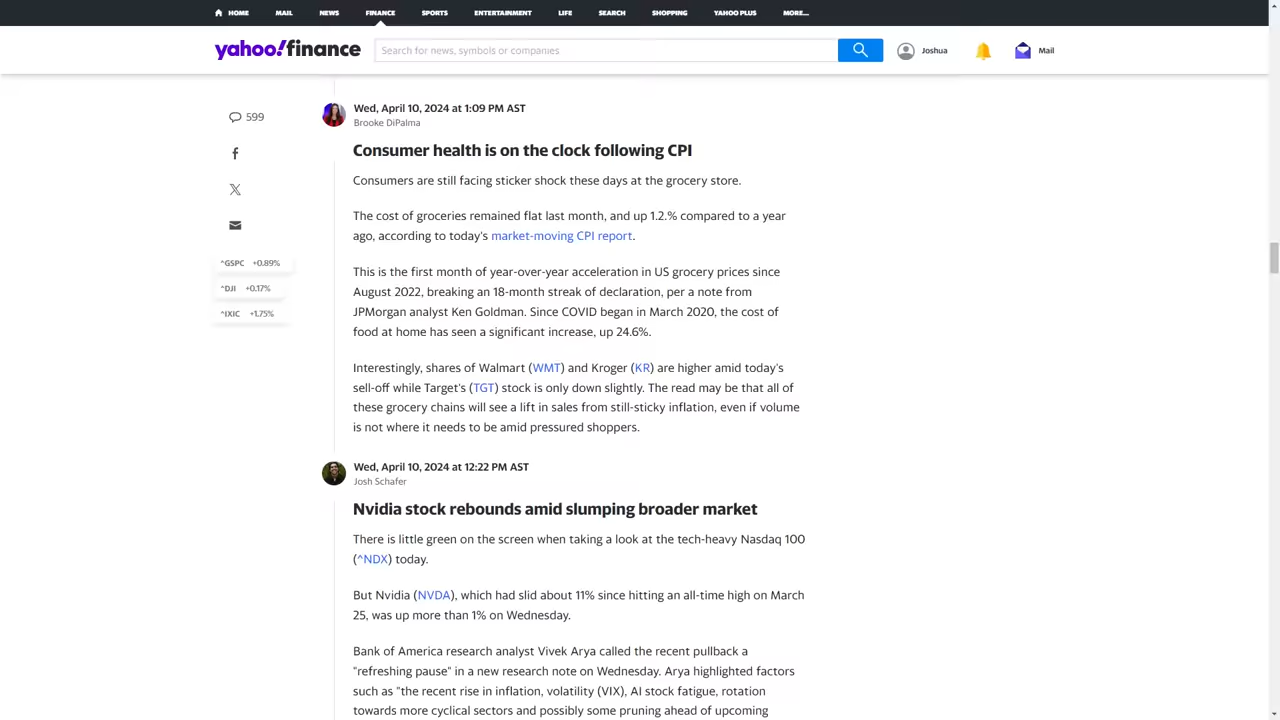 HOME MAIL NEWS FINANCE SPORTS ENTERTAINMENT LIFE SEARCH SHOPPING YAHOO PLUS MORE...
yahoo!finance
Search for news, symbols or companies
Joshua
Mail
599
^GSPC +0.89%
^DJI +0.17%
^IXIC +1.75%
Wed, April 10, 2024 at 1:09 PM AST
Brooke DiPalma
Consumer health is on the clock following CPI
Consumers are still facing sticker shock these days at the grocery store.
The cost of groceries remained flat last month, and up 1.2.% compared to a year
ago, according to today's market-moving CPI report.
This is the first month of year-over-year acceleration in US grocery prices since
August 2022, breaking an 18-month streak of declaration, per a note from
JPMorgan analyst Ken Goldman. Since COVID began in March 2020, the cost of
food at home has seen a significant increase, up 24.6%.
Interestingly, shares of Walmart (WMT) and Kroger (KR) are higher amid today's
sell-off while Target's (TGT) stock is only down slightly. The read may be that all of
these grocery chains will see a lift in sales from still-sticky inflation, even if volume
is not where it needs to be amid pressured shoppers.
Wed, April 10, 2024 at 12:22 PM AST
Josh Schafer
Nvidia stock rebounds amid slumping broader market
There is little green on the screen when taking a look at the tech-heavy Nasdaq 100
(^NDX) today.
But Nvidia (NVDA), which had slid about 11% since hitting an all-time high on March
25, was up more than 1% on Wednesday.
Bank of America research analyst Vivek Arya called the recent pullback a
"refreshing pause" in a new research note on Wednesday. Arya highlighted factors
such as "the recent rise in inflation, volatility (VIX), AI stock fatigue, rotation
towards more cyclical sectors and possibly some pruning ahead of upcoming